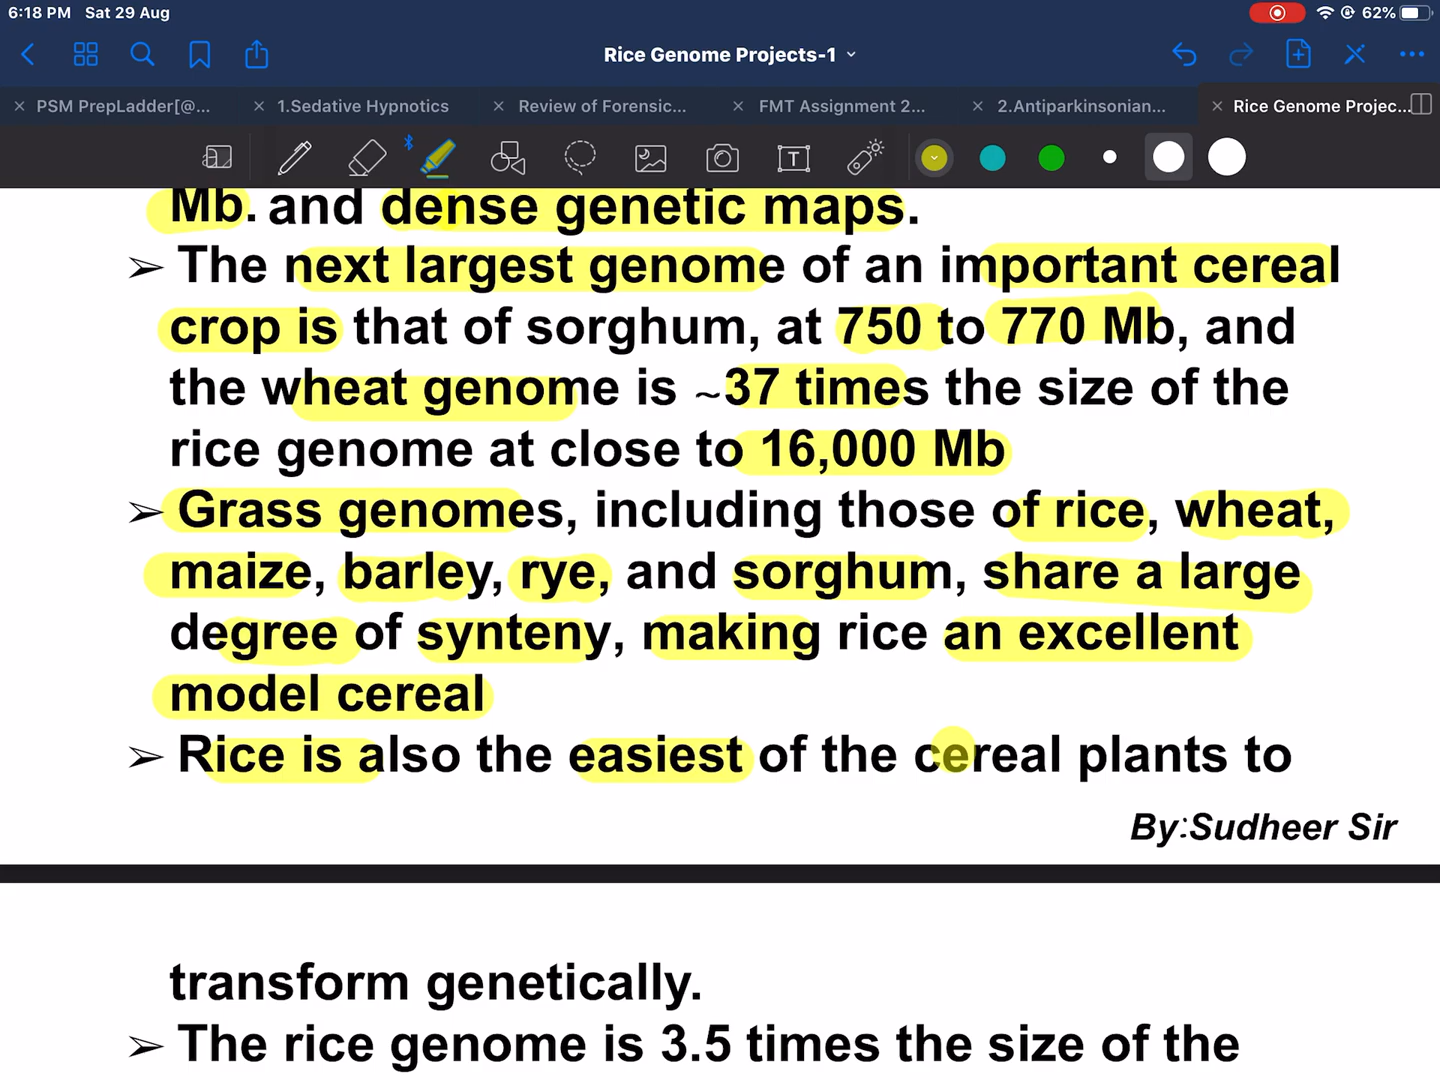 6:18 PM Sat 29 Aug
62%
Rice Genome Projects-1
PSM PrepLadder[@...
1.Sedative Hypnotics
Review of Forensic...
FMT Assignment 2...
2.Antiparkinsonian...
Rice Genome Projec...
T
Mb. and dense genetic maps.
➢ The next largest genome of an important cereal
crop is that of sorghum, at 750 to 770 Mb, and
the wheat genome is ~37 times the size of the
rice genome at close to 16,000 Mb
➢ Grass genomes, including those of rice, wheat,
maize, barley, rye, and sorghum, share a large
degree of synteny, making rice an excellent
model cereal
➢ Rice is also the easiest of the cereal plants to
By:Sudheer Sir
transform genetically.
➢ The rice genome is 3.5 times the size of the